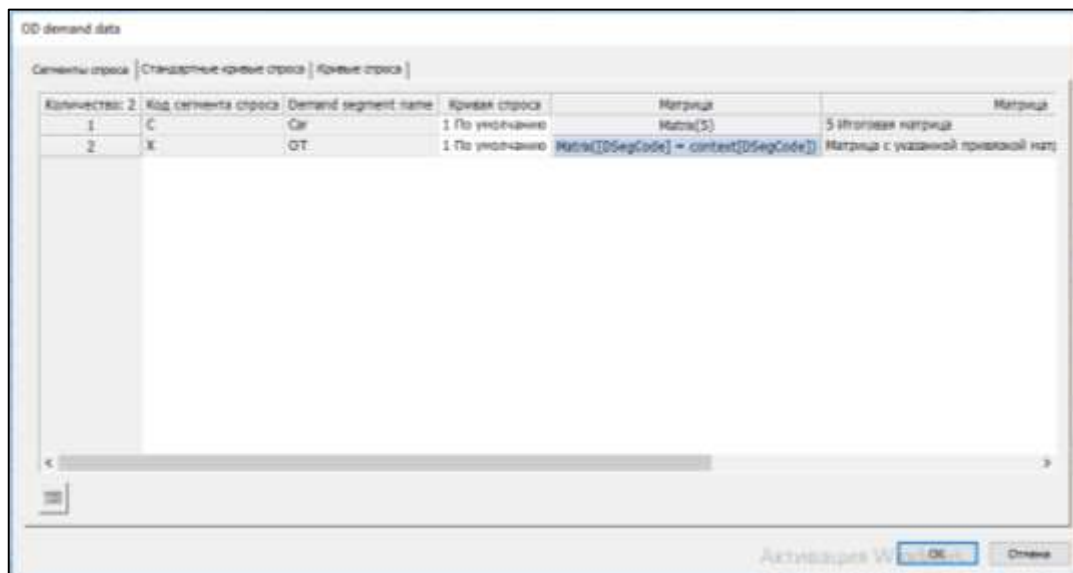 OD demand data
Сегменты спроса Стандартные кривые спроса Кривые спроса
Количество: 2 Код сегмента спроса Demand segment name Кривая спроса Матрица Матрица
1 C Car 1 По умолчанию Matrix(5) 5 Итоговая матрица
2 X ОТ 1 По умолчанию Matrix([DSegCode] = context[DSegCode]) Матрица с указанной привязкой мат
Активация W
OK Отмена